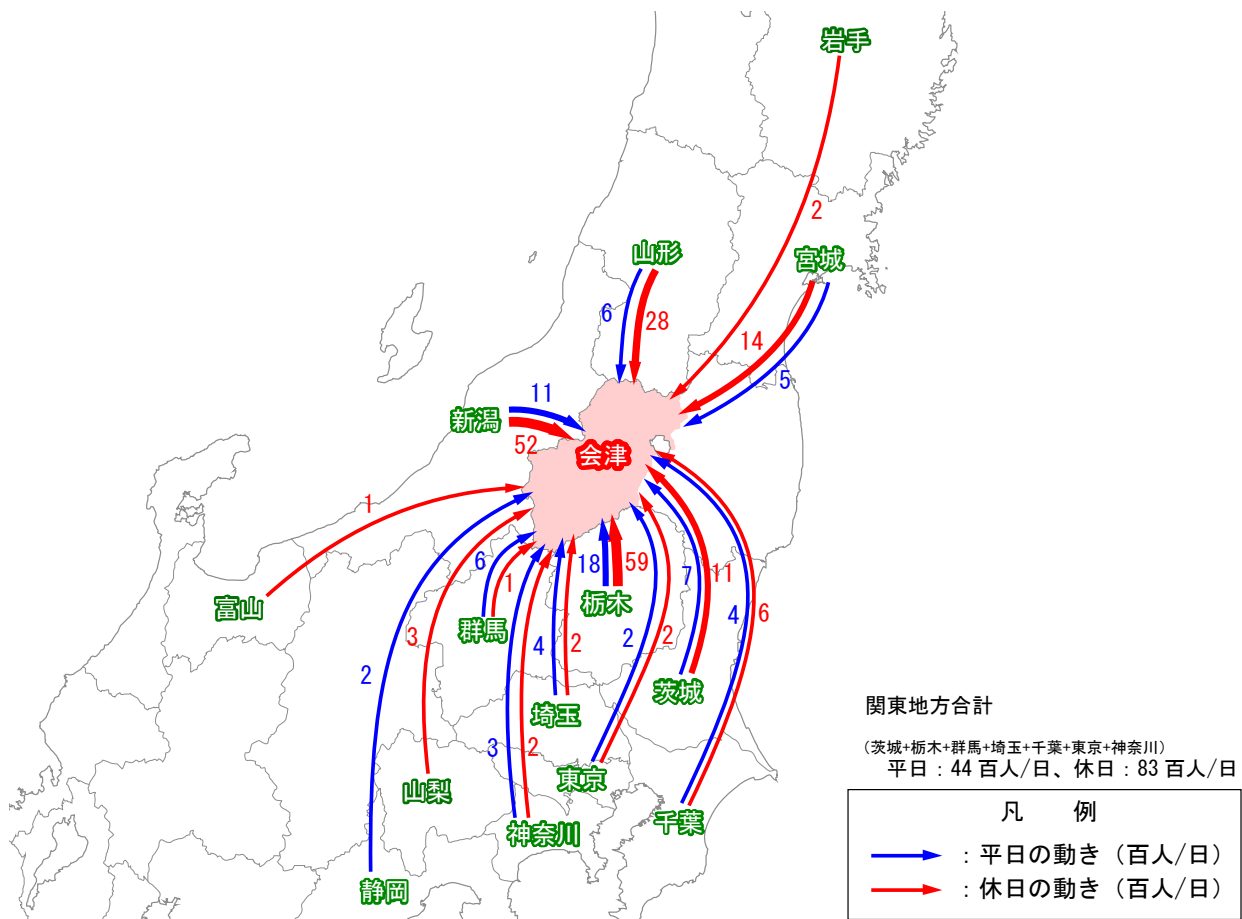 岩手
2
山形
宮城
6
28
14
5
11
新潟
52
会津
1
6
18
59
7
11
富山
1
栃木
4
6
群馬
3
4
2
2
2
2
茨城
埼玉
3
2
東京
山梨
千葉
神奈川
静岡
関東地方合計
(茨城+栃木+群馬+埼玉+千葉+東京+神奈川)
平日:44 百人/日、休日:83 百人/日
凡 例
:平日の動き(百人/日)
:休日の動き(百人/日)